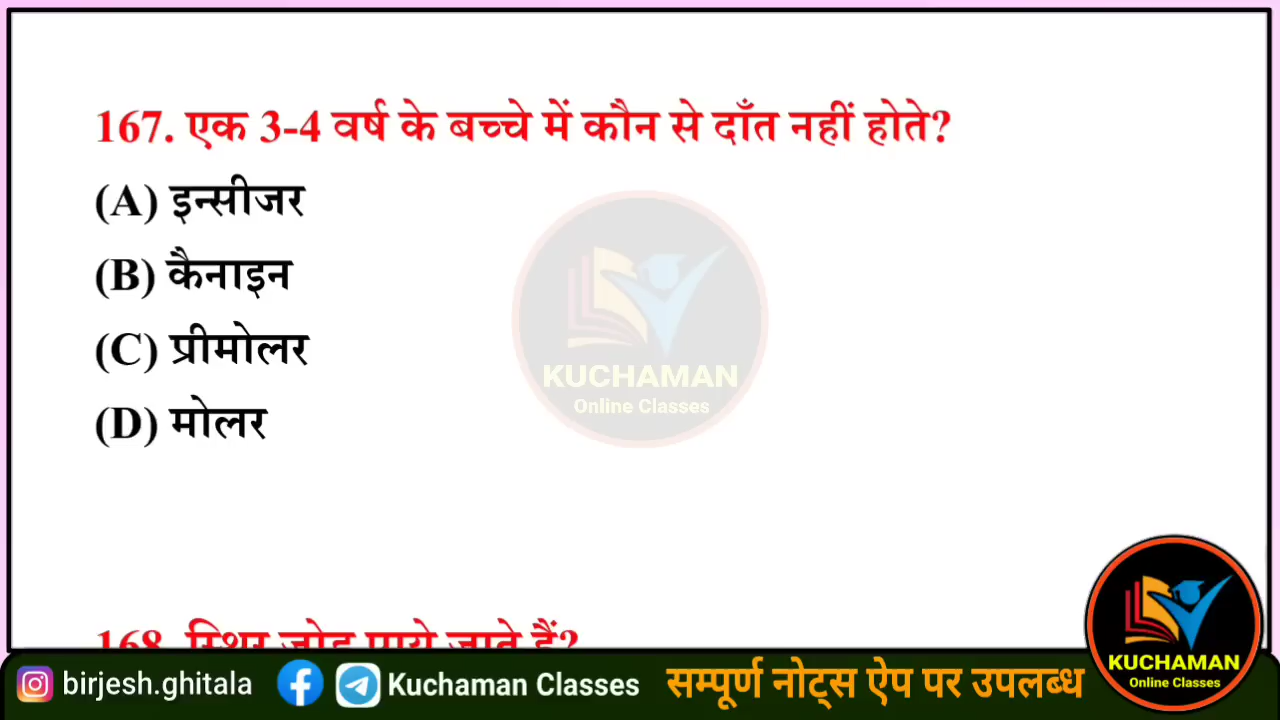 167. एक 3-4 वर्ष के बच्चे में कौन से दाँत नहीं होते?
(A) इन्सीजर
(B) कैनाइन
(C) प्रीमोलर
(D) मोलर
KUCHAMAN
Online Classes
168. स्थिर जोड़ पाये जाते हैं?
birjesh.ghitala
Kuchaman Classes
सम्पूर्ण नोट्स ऐप पर उपलब्ध
KUCHAMAN
Online Classes